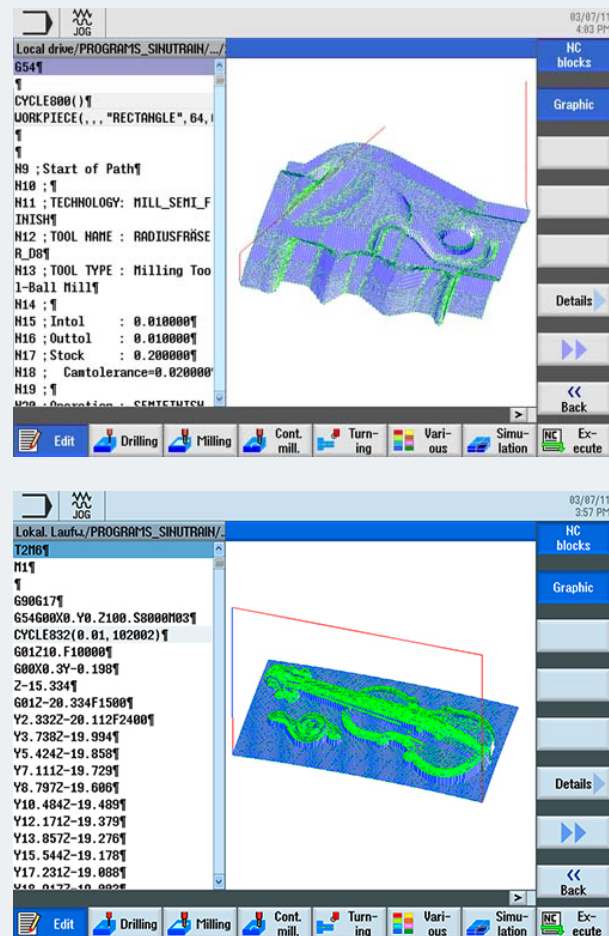 JOG
03/07/11
4:03 PM
Local drive/PROGRAMS_SINUTRAIN/.../
NC
blocks
G54¶
¶
CYCLE800()¶
WORKPIECE(,,,"RECTANGLE",64,
Graphic
¶
¶
N9 ;Start of Path¶
N10 ;¶
N11 ;TECHNOLOGY: MILL_SEMI_F
INISH¶
N12 ;TOOL NAME : RADIUSFRÄSE
R_D8¶
N13 ;TOOL TYPE : Milling Too
l-Ball Mill¶
N14 ;¶
N15 ;Intol : 0.010000¶
Details
N16 ;Outtol : 0.010000¶
N17 ;Stock : 0.200000¶
N18 ; Camtolerance=0.020000
N19 ;¶
N20 ;Operation : SEMIFINISH
<<
Back
>
Edit
Drilling
Milling
Cont.
mill.
Turn-
ing
Vari-
ous
Simu-
lation
NC
Ex-
ecute
JOG
03/07/11
3:57 PM
Lokal. Laufw./PROGRAMS_SINUTRAIN/.
NC
blocks
T2M6¶
M1¶
¶
G90G17¶
Graphic
G54G00X0.Y0.Z100.S8000M03¶
CYCLE832(0.01,102002)¶
G01Z10.F10000¶
G00X0.3Y-0.198¶
Z-15.334¶
G01Z-20.334F1500¶
Y2.332Z-20.112F2400¶
Y3.738Z-19.994¶
Y5.424Z-19.858¶
Y7.111Z-19.729¶
Y8.797Z-19.606¶
Details
Y10.484Z-19.489¶
Y12.171Z-19.379¶
Y13.857Z-19.276¶
Y15.544Z-19.178¶
Y17.231Z-19.088¶
<<
Back
>
Edit
Drilling
Milling
Cont.
mill.
Turn-
ing
Vari-
ous
Simu-
lation
NC
Ex-
ecute